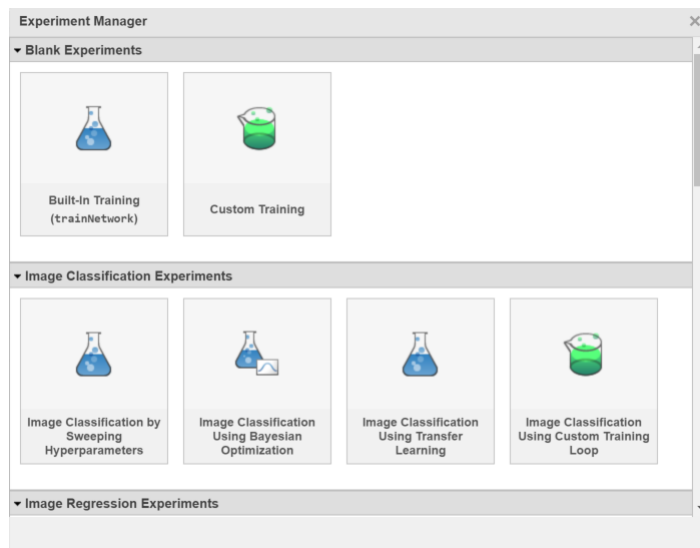 Experiment Manager
Blank Experiments
Built-In Training
(trainNetwork)
Custom Training
Image Classification Experiments
Image Classification by
Sweeping
Hyperparameters
Image Classification
Using Bayesian
Optimization
Image Classification
Using Transfer
Learning
Image Classification
Using Custom Training
Loop
Image Regression Experiments